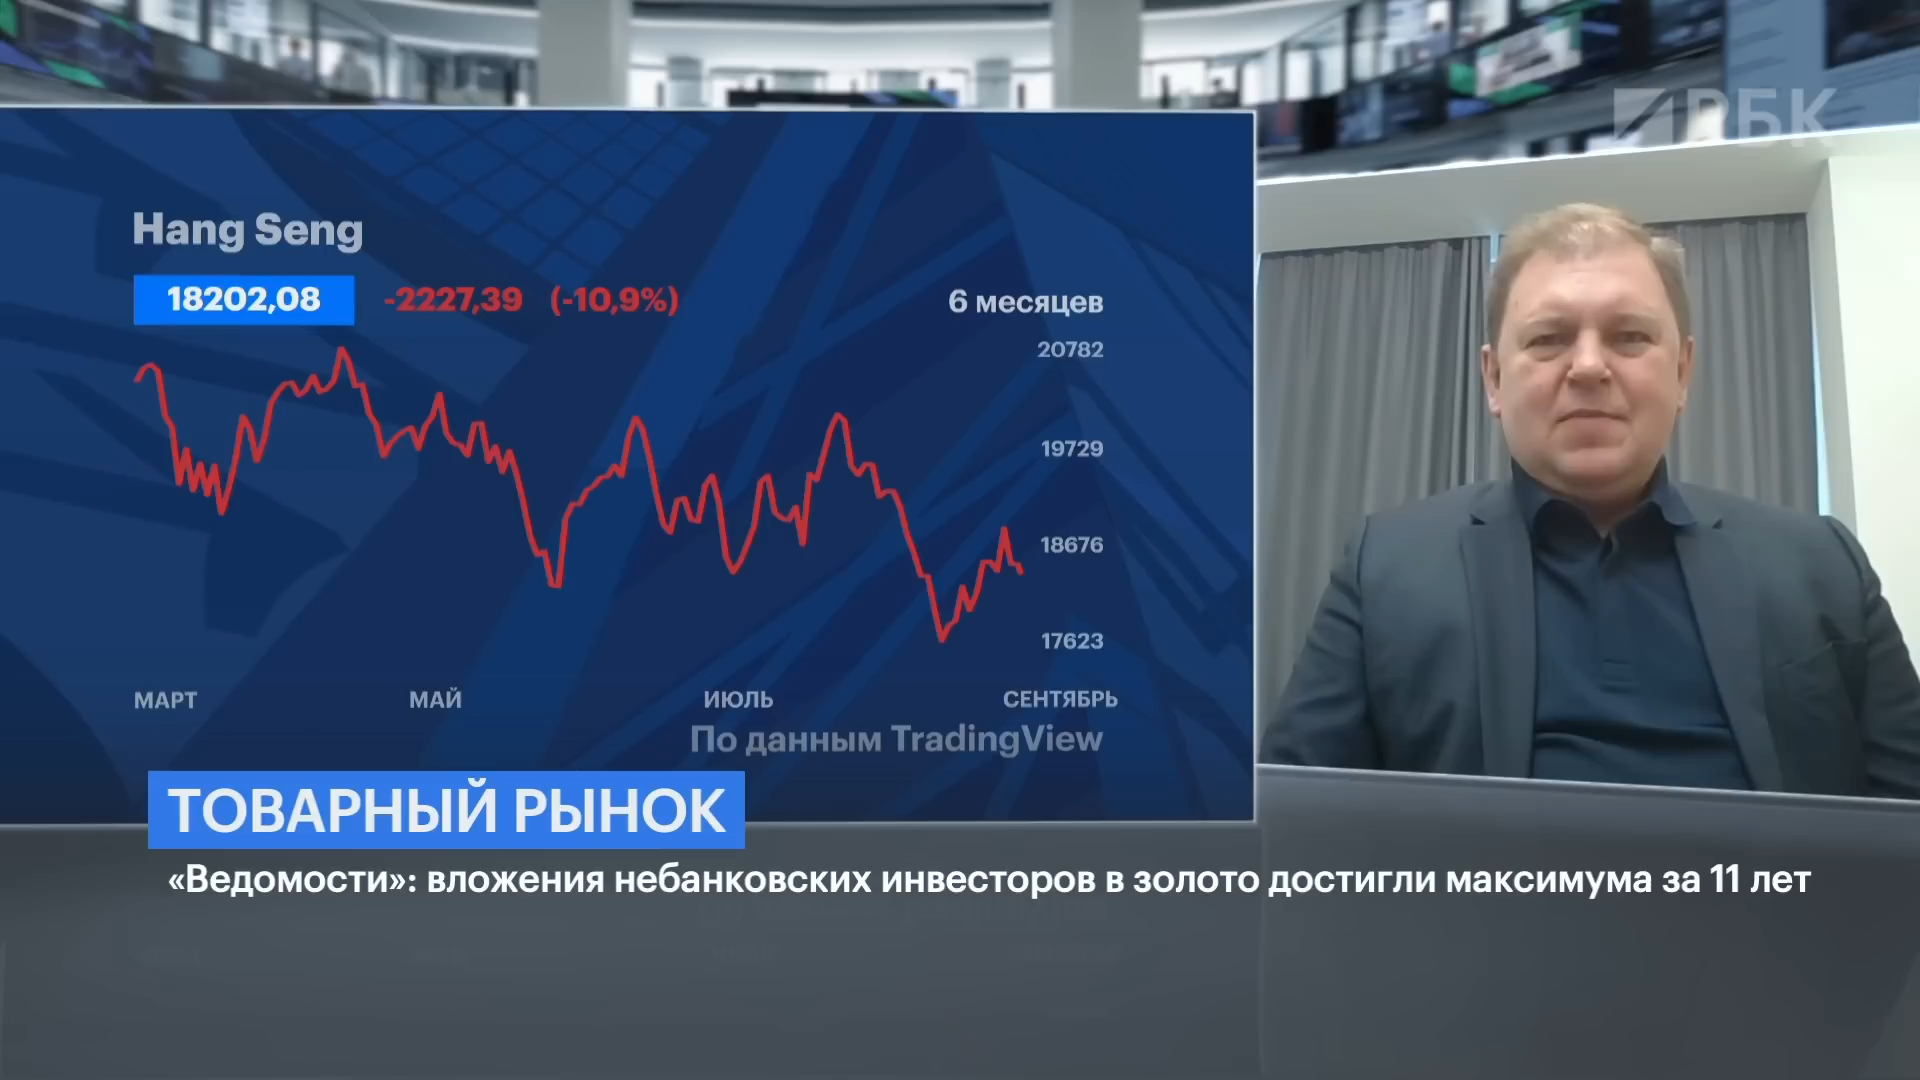 РБК
Hang Seng
18202,08 -2227,39 (-10,9%)
6 месяцев
20782
19729
18676
17623
МАРТ МАЙ ИЮЛЬ СЕНТЯБРЬ
По данным TradingView
ТОВАРНЫЙ РЫНОК
«Ведомости»: вложения небанковских инвесторов в золото достигли максимума за 11 лет